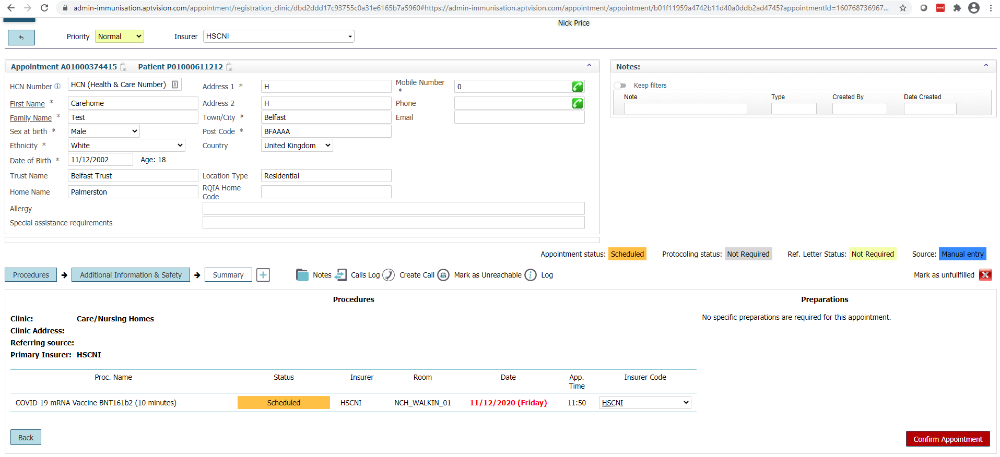 admin-immunisation.aptvision.com/appointment/registration_clinic/dbd2ddd17c93755c0a31e6165b7a5960#https://admin-immunisation.aptvision.com/appointment/appointment/b01f11959a4742b11d40a0ddb2ad4745?appointmentId=160768736967...
Nick Price
Priority Normal Insurer HSCNI
Appointment A01000374415 Patient P01000611212
HCN Number HCN (Health & Care Number) Address 1 * H Mobile Number * 0
First Name * Carehome Address 2 H Phone
Family Name * Test Town/City * Belfast Email
Sex at birth * Male Post Code * BFAAAA
Ethnicity * White Country United Kingdom
Date of Birth * 11/12/2002 Age: 18
Trust Name Belfast Trust Location Type Residential
Home Name Palmerston RQIA Home Code
Allergy
Special assistance requirements
Notes:
Keep filters
Note Type Created By Date Created
Appointment status: Scheduled Protocoling status: Not Required Ref. Letter Status: Not Required Source: Manual entry
Procedures Additional Information & Safety Summary Notes Calls Log Create Call Mark as Unreachable Log Mark as unfullfilled
Procedures
Clinic: Care/Nursing Homes
Clinic Address:
Referring source:
Primary Insurer: HSCNI
Preparations
No specific preparations are required for this appointment.
Proc. Name Status Insurer Room Date App. Time Insurer Code
COVID-19 mRNA Vaccine BNT161b2 (10 minutes) Scheduled HSCNI NCH_WALKIN_01 11/12/2020 (Friday) 11:50 HSCNI
Back Confirm Appointment